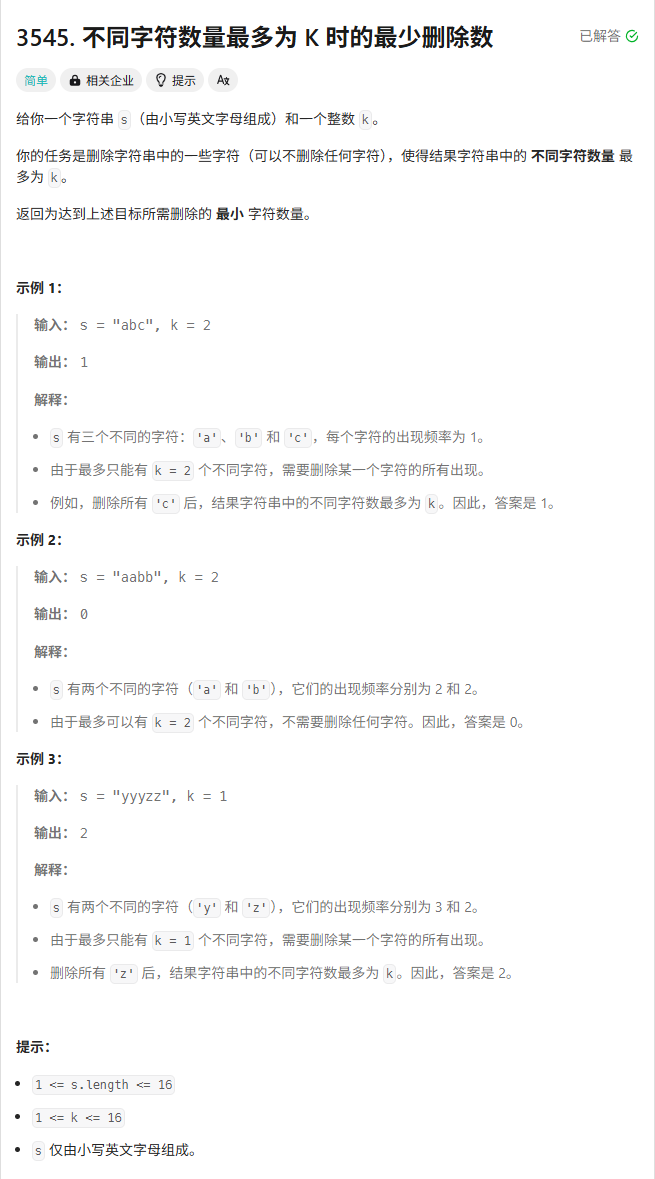 3545. 不同字符数量最多为 K 时的最少删除数
已解答
简单 相关企业 提示 Aあ
给你一个字符串 s（由小写英文字母组成）和一个整数 k。
你的任务是删除字符串中的一些字符（可以不删除任何字符），使得结果字符串中的 不同字符数量 最
多为 k。
返回为达到上述目标所需删除的 最小 字符数量。
示例 1：
输入： s = "abc", k = 2
输出： 1
解释：
s 有三个不同的字符：'a'、'b' 和 'c'，每个字符的出现频率为 1。
由于最多只能有 k = 2 个不同字符，需要删除某一个字符的所有出现。
例如，删除所有 'c' 后，结果字符串中的不同字符数最多为 k。因此，答案是 1。
示例 2：
输入： s = "aabb", k = 2
输出： 0
解释：
s 有两个不同的字符（'a' 和 'b'），它们的出现频率分别为 2 和 2。
由于最多可以有 k = 2 个不同字符，不需要删除任何字符。因此，答案是 0。
示例 3：
输入： s = "yyyzz", k = 1
输出： 2
解释：
s 有两个不同的字符（'y' 和 'z'），它们的出现频率分别为 3 和 2。
由于最多只能有 k = 1 个不同字符，需要删除某一个字符的所有出现。
删除所有 'z' 后，结果字符串中的不同字符数最多为 k。因此，答案是 2。
提示：
1 <= s.length <= 16
1 <= k <= 16
s 仅由小写英文字母组成。